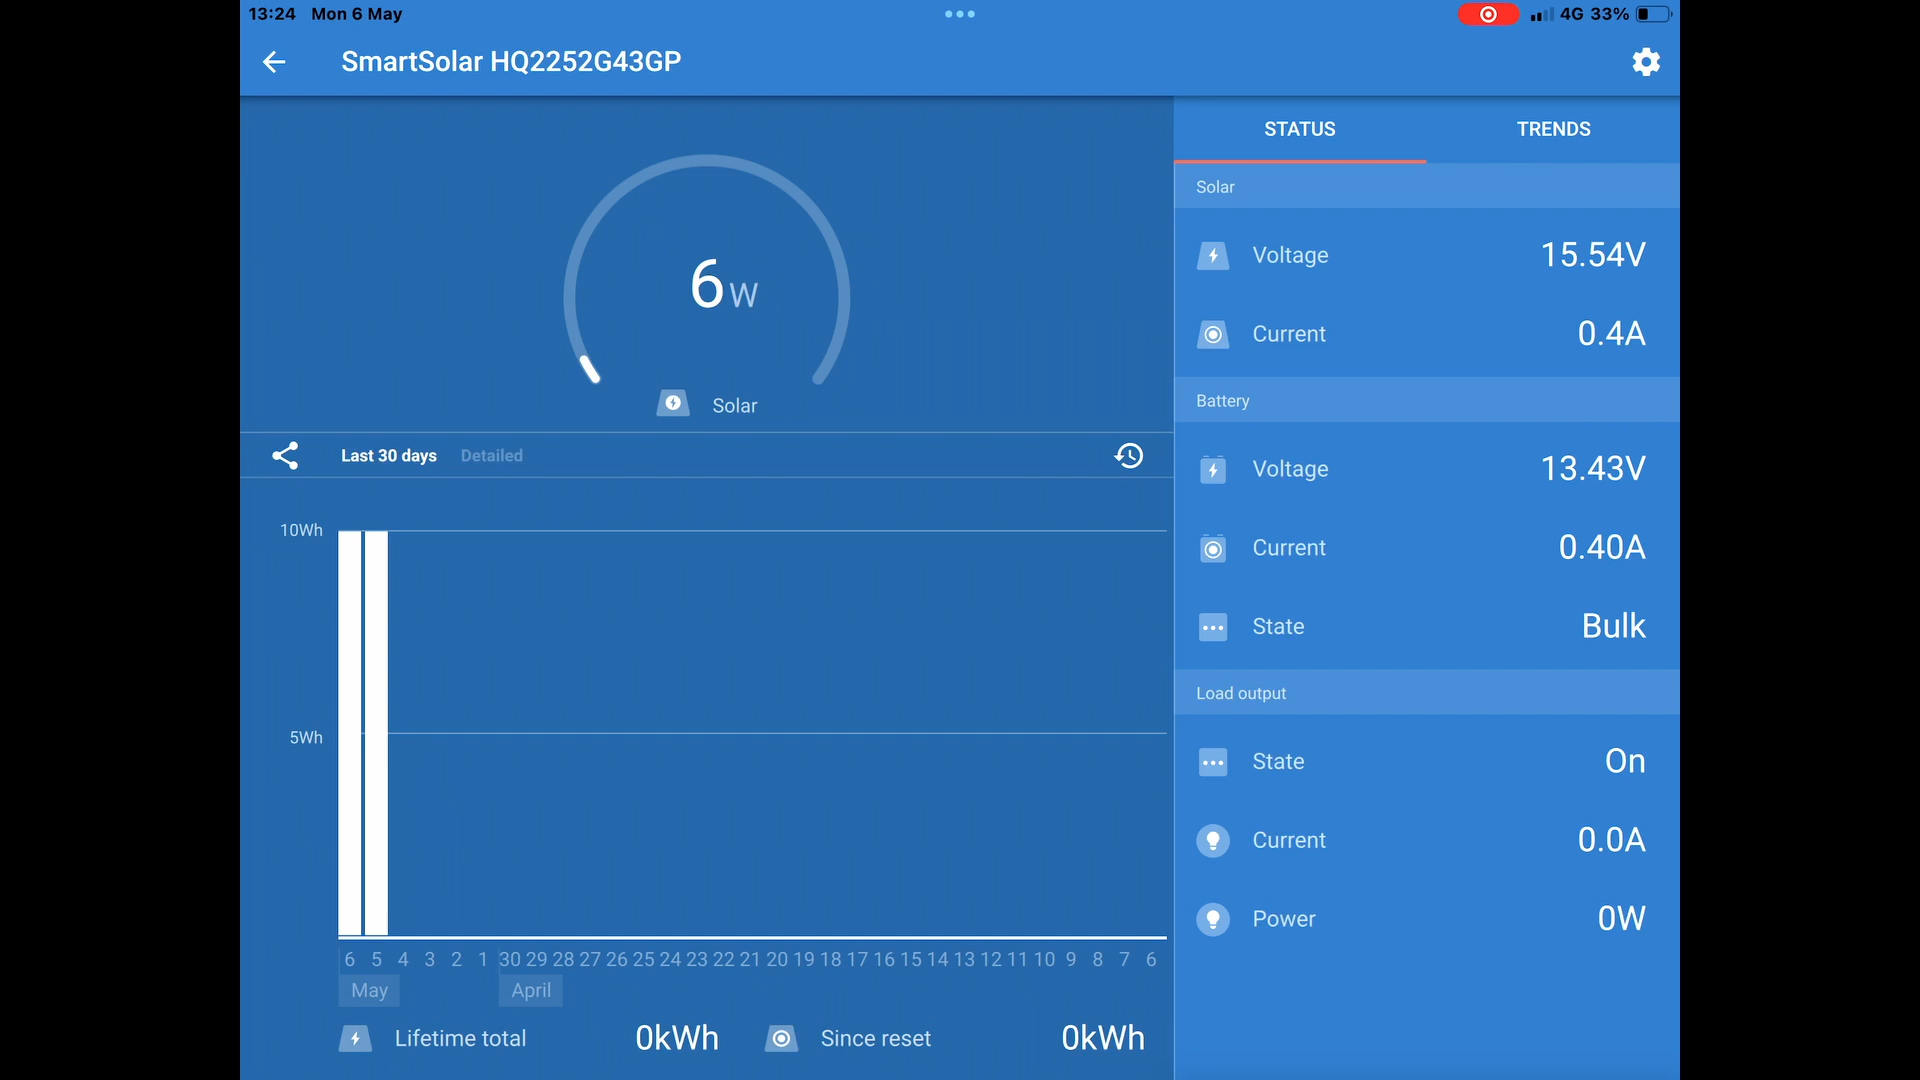 13:24 Mon 6 May
4G 33%
SmartSolar HQ2252G43GP
6W
Solar
Last 30 days Detailed
10Wh
5Wh
6 5 4 3 2 1 30 29 28 27 26 25 24 23 22 21 20 19 18 17 16 15 14 13 12 11 10 9 8 7 6
May April
Lifetime total 0kWh Since reset 0kWh
STATUS TRENDS
Solar
Voltage 15.54V
Current 0.4A
Battery
Voltage 13.43V
Current 0.40A
State Bulk
Load output
State On
Current 0.0A
Power 0W